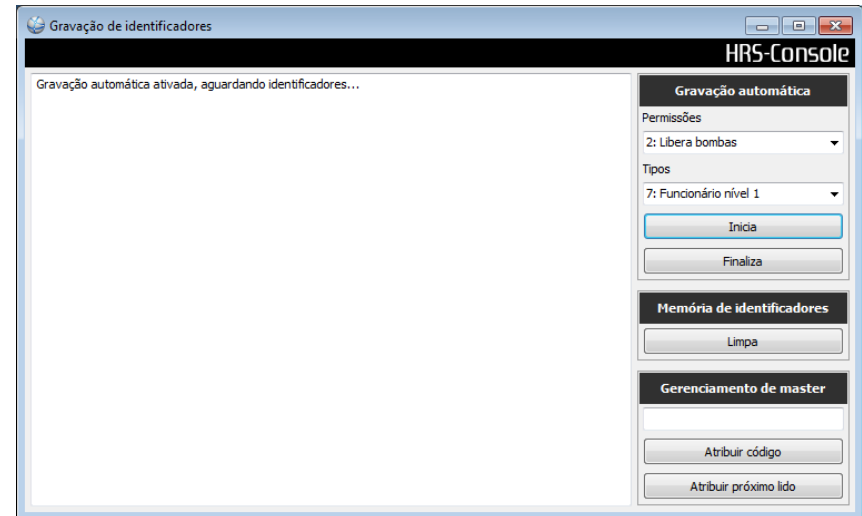 Gravação de identificadores
HRS-Console
Gravação automática ativada, aguardando identificadores...
Gravação automática
Permissões
2: Libera bombas
Tipos
7: Funcionário nível 1
Inicia
Finaliza
Memória de identificadores
Limpa
Gerenciamento de master
Atribuir código
Atribuir próximo lido